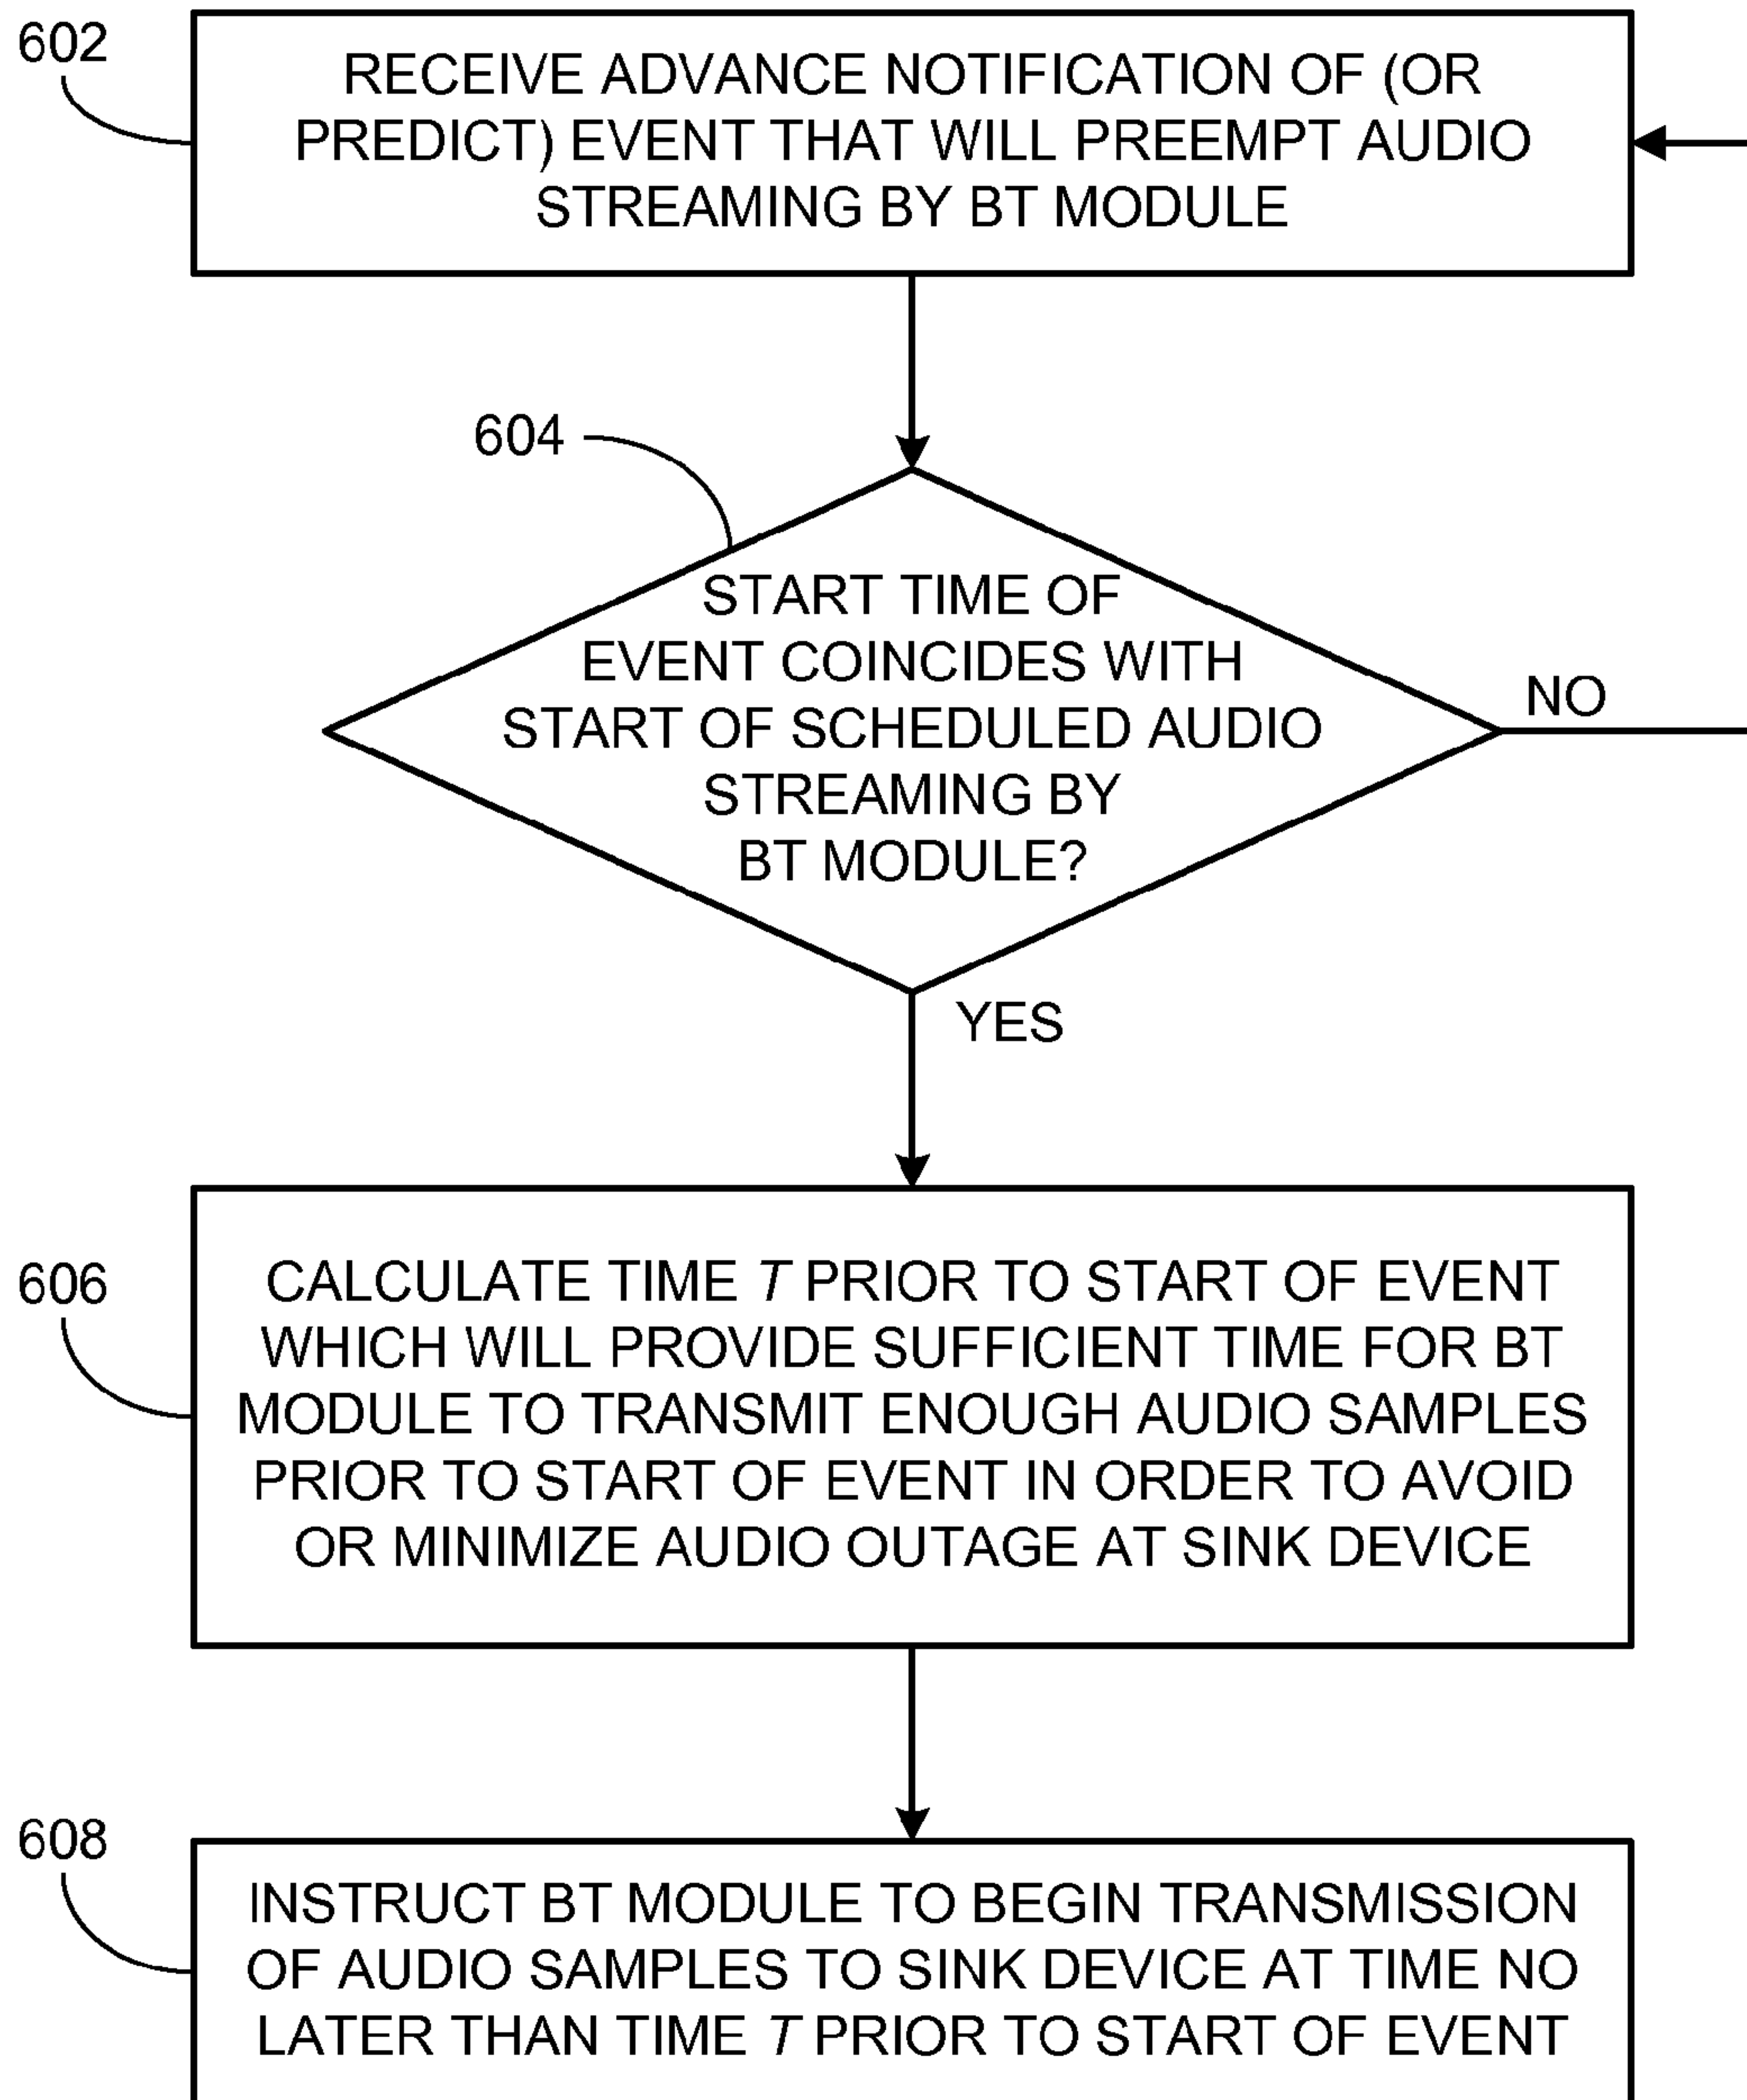 602
RECEIVE ADVANCE NOTIFICATION OF (OR
PREDICT) EVENT THAT WILL PREEMPT AUDIO
STREAMING BY BT MODULE
604
START TIME OF
EVENT COINCIDES WITH
START OF SCHEDULED AUDIO
STREAMING BY
BT MODULE?
NO
YES
606
CALCULATE TIME T PRIOR TO START OF EVENT
WHICH WILL PROVIDE SUFFICIENT TIME FOR BT
MODULE TO TRANSMIT ENOUGH AUDIO SAMPLES
PRIOR TO START OF EVENT IN ORDER TO AVOID
OR MINIMIZE AUDIO OUTAGE AT SINK DEVICE
608
INSTRUCT BT MODULE TO BEGIN TRANSMISSION
OF AUDIO SAMPLES TO SINK DEVICE AT TIME NO
LATER THAN TIME T PRIOR TO START OF EVENT